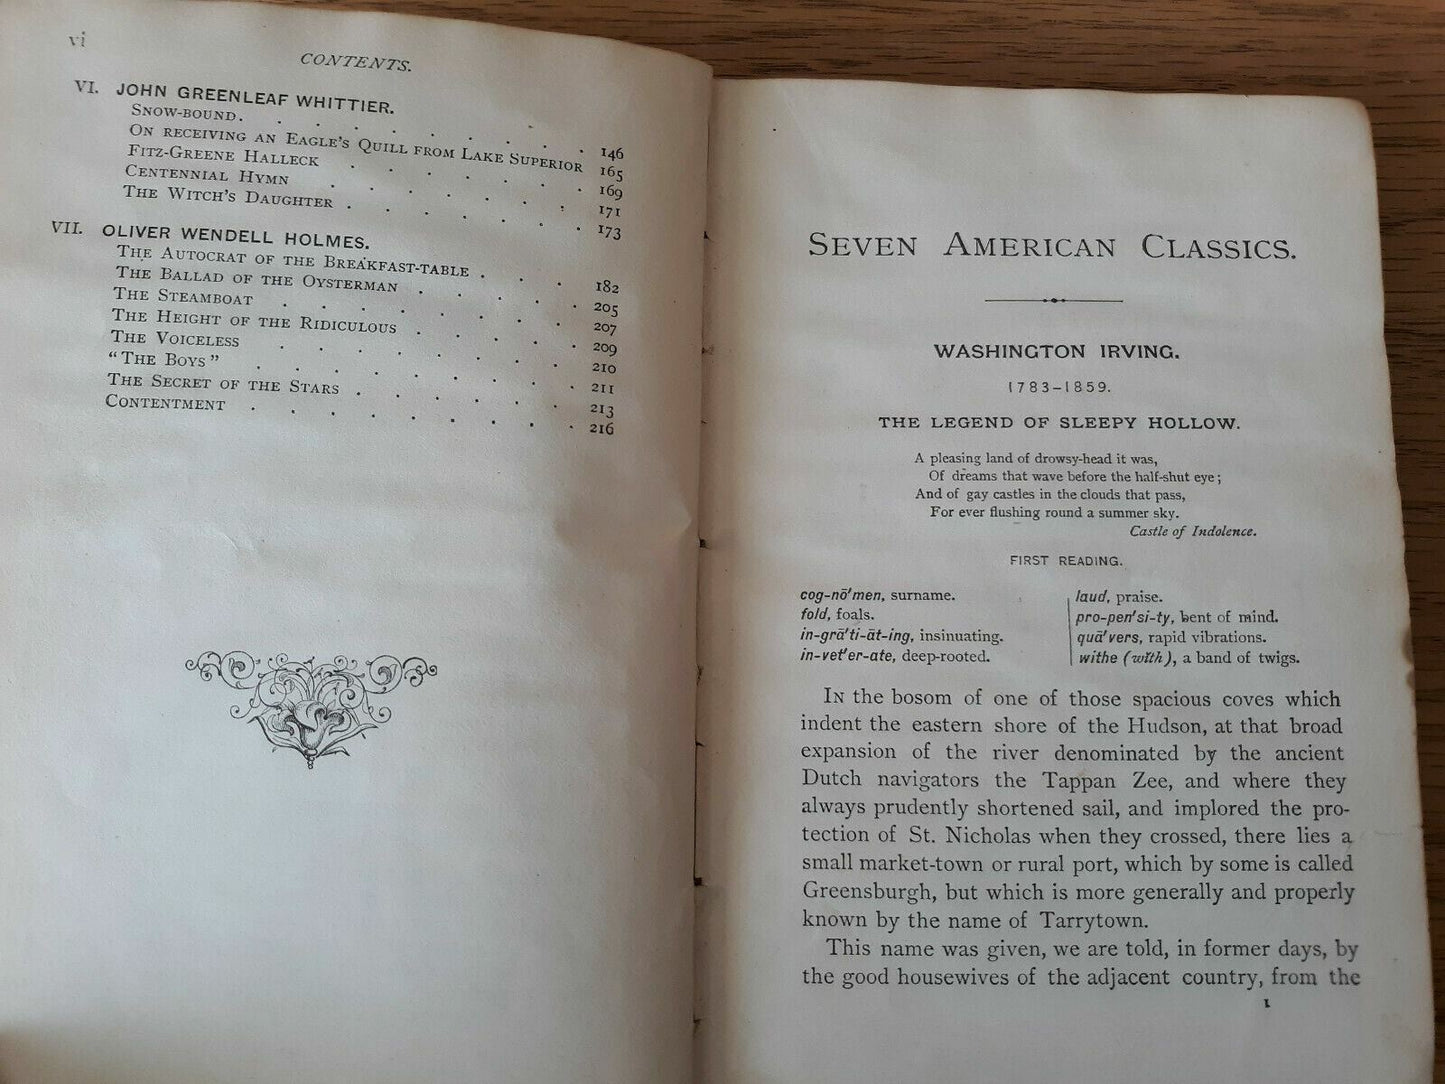 vi
CONTENTS.
VI. JOHN GREENLEAF WHITTIER.
SNOW-BOUND . . . . . . . . . 146
ON RECEIVING AN EAGLE'S QUILL FROM LAKE SUPERIOR 165
FITZ-GREENE HALLECK . . . . . . 169
CENTENNIAL HYMN . . . . . . . 171
THE WITCH'S DAUGHTER . . . . . . 173
VII. OLIVER WENDELL HOLMES.
THE AUTOCRAT OF THE BREAKFAST-TABLE . . . 182
THE BALLAD OF THE OYSTERMAN . . . . . 205
THE STEAMBOAT . . . . . . . . 207
THE HEIGHT OF THE RIDICULOUS . . . . . 209
THE VOICELESS . . . . . . . . 210
"THE BOYS" . . . . . . . . 211
THE SECRET OF THE STARS . . . . . . 213
CONTENTMENT . . . . . . . . 216
SEVEN AMERICAN CLASSICS.
WASHINGTON IRVING.
1783-1859.
THE LEGEND OF SLEEPY HOLLOW.
A pleasing land of drowsy-head it was,
Of dreams that wave before the half-shut eye;
And of gay castles in the clouds that pass,
For ever flushing round a summer sky.
Castle of Indolence.
FIRST READING.
cog-nō'men, surname.
fold, foals.
in-grā'ti-āt-ing, insinuating.
in-vet'er-ate, deep-rooted.
laud, praise.
pro-pen'si-ty, bent of mind.
quā'vers, rapid vibrations.
withe (wĭth), a band of twigs.
IN the bosom of one of those spacious coves which
indent the eastern shore of the Hudson, at that broad
expansion of the river denominated by the ancient
Dutch navigators the Tappan Zee, and where they
always prudently shortened sail, and implored the pro-
tection of St. Nicholas when they crossed, there lies a
small market-town or rural port, which by some is called
Greensburgh, but which is more generally and properly
known by the name of Tarrytown.
This name was given, we are told, in former days, by
the good housewives of the adjacent country, from the
1